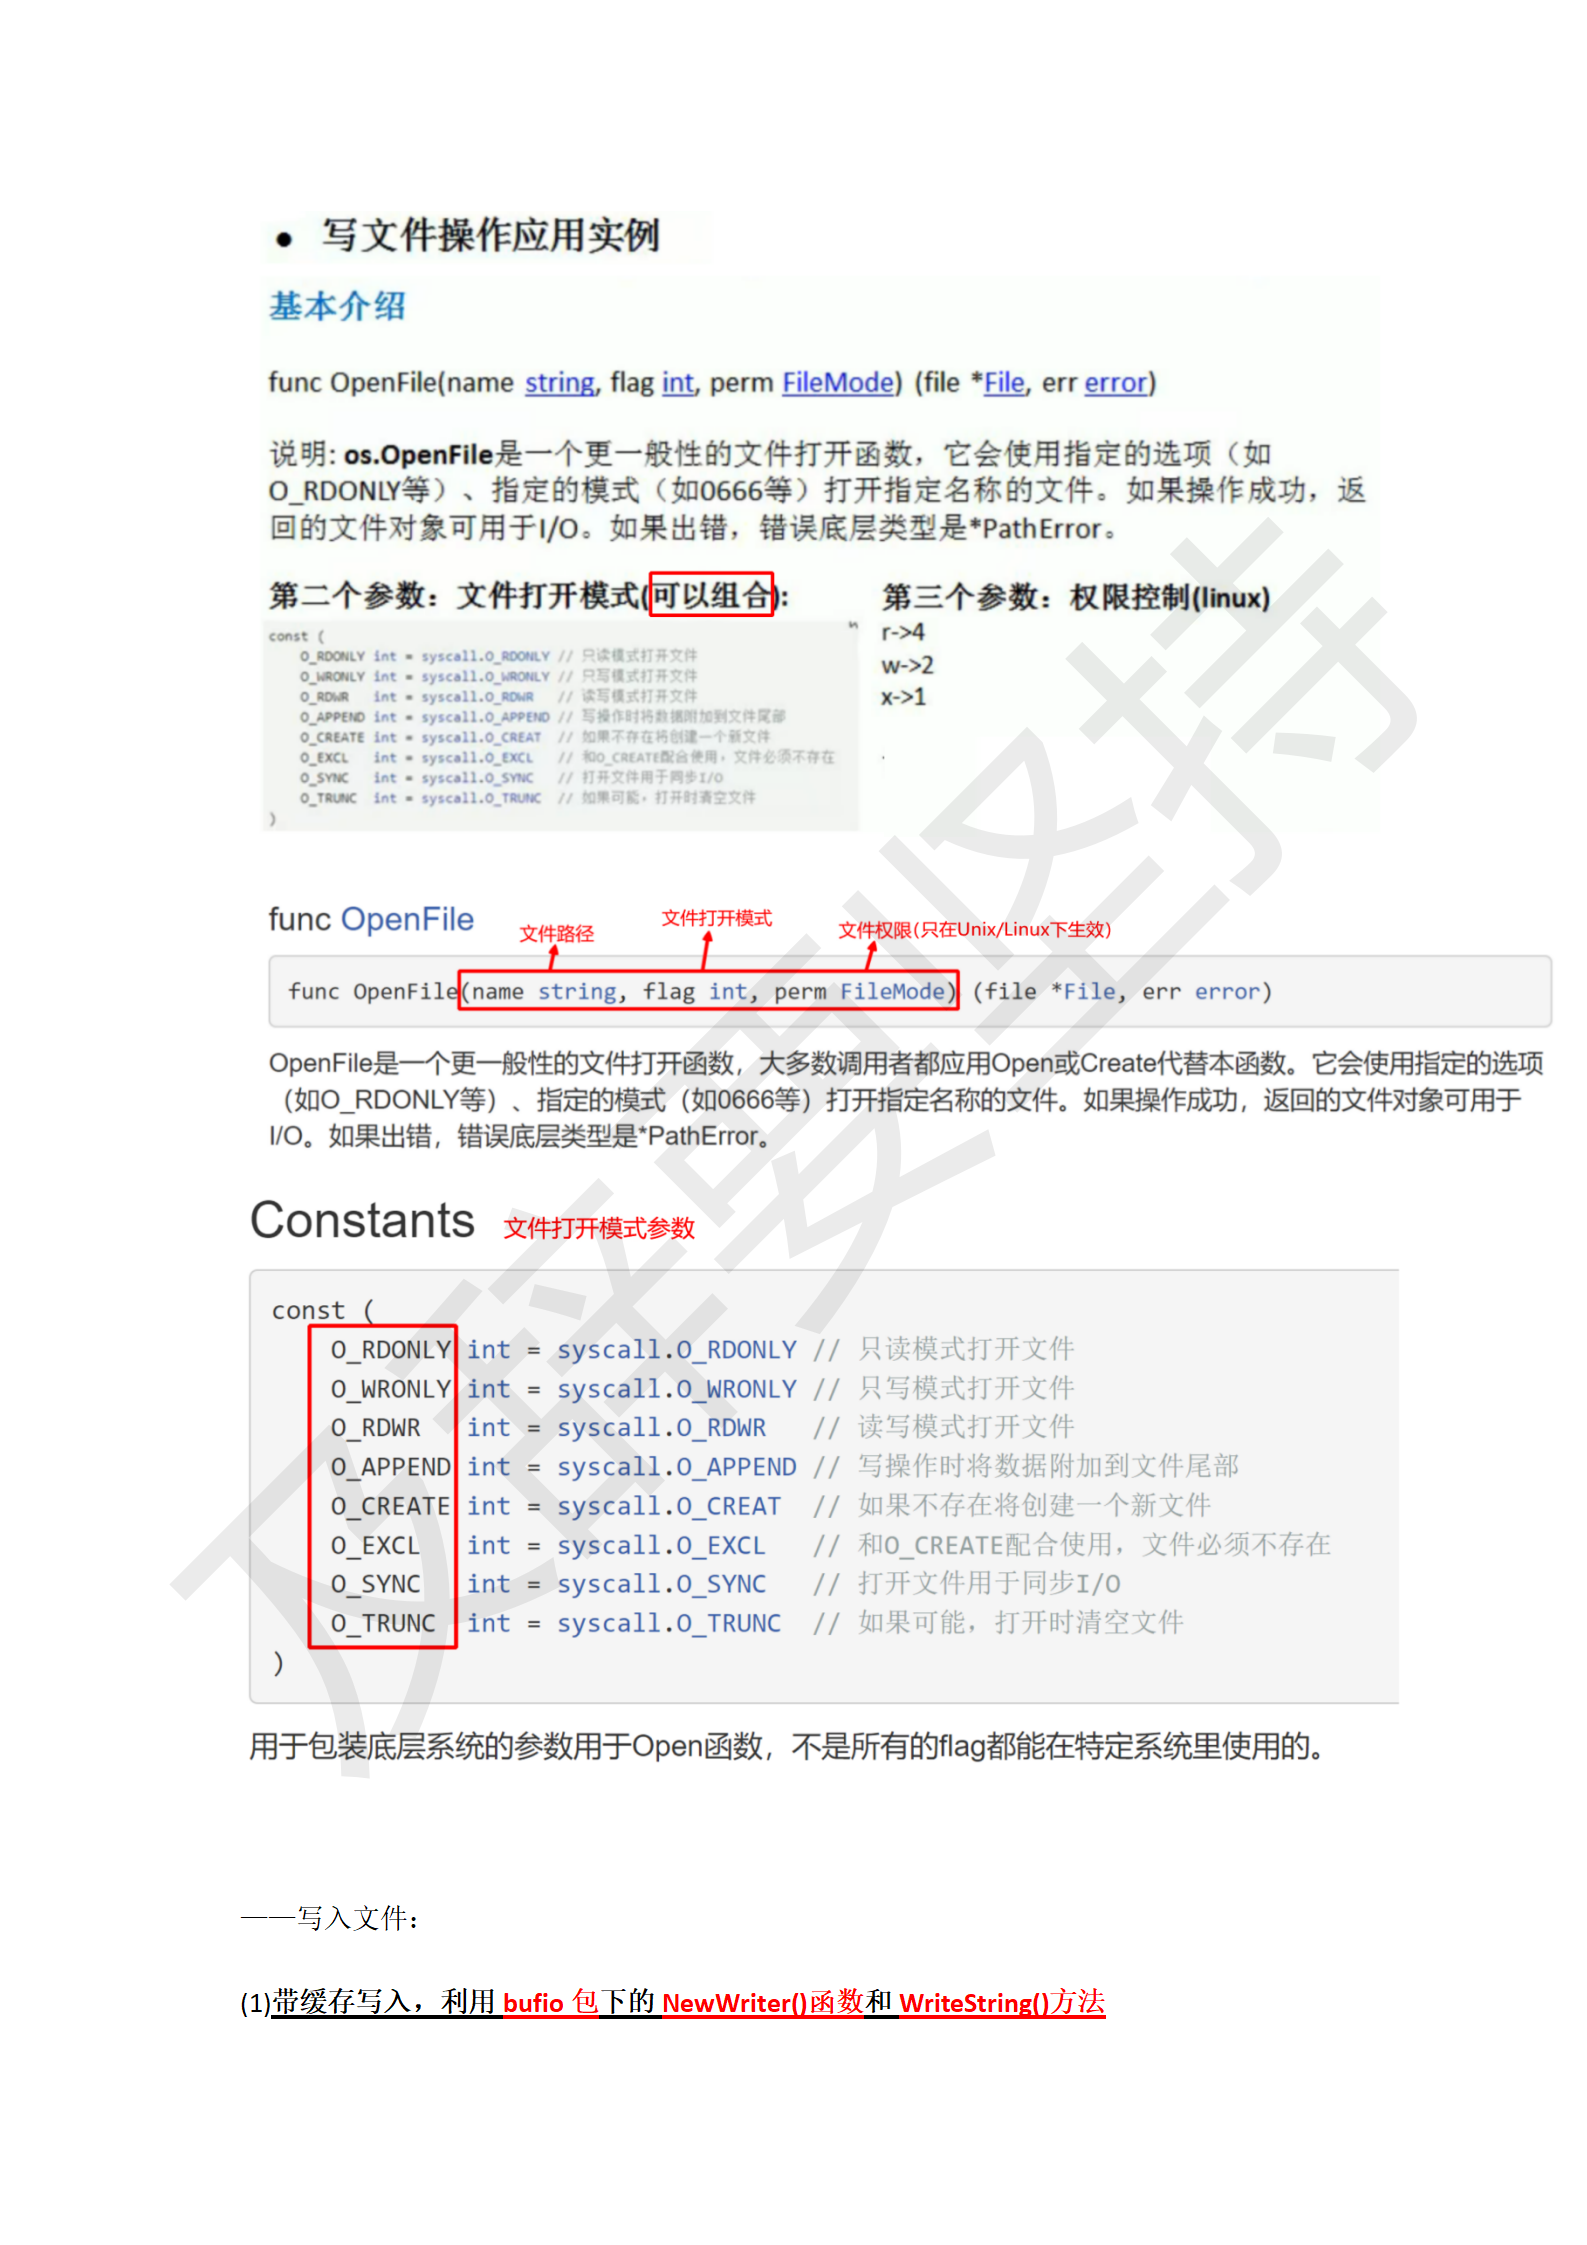 ● 写文件操作应用实例
基本介绍
func OpenFile(name string, flag int, perm FileMode) (file *File, err error)
说明: os.OpenFile是一个更一般性的文件打开函数，它会使用指定的选项（如
O_RDONLY等）、指定的模式（如0666等）打开指定名称的文件。如果操作成功，返
回的文件对象可用于I/O。如果出错，错误底层类型是*PathError。
第二个参数：文件打开模式(可以组合):
const (
O_RDONLY int = syscall.O_RDONLY // 只读模式打开文件
O_WRONLY int = syscall.O_WRONLY // 只写模式打开文件
O_RDWR int = syscall.O_RDWR // 读写模式打开文件
O_APPEND int = syscall.O_APPEND // 写操作时将数据附加到文件尾部
O_CREATE int = syscall.O_CREAT // 如果不存在将创建一个新文件
O_EXCL int = syscall.O_EXCL // 和O_CREATE配合使用，文件必须不存在
O_SYNC int = syscall.O_SYNC // 打开文件用于同步I/O
O_TRUNC int = syscall.O_TRUNC // 如果可能，打开时清空文件
)
第三个参数：权限控制(linux)
r->4
w->2
x->1
func OpenFile
文件路径
文件打开模式
文件权限(只在Unix/Linux下生效)
func OpenFile(name string, flag int, perm FileMode) (file *File, err error)
OpenFile是一个更一般性的文件打开函数，大多数调用者都应用Open或Create代替本函数。它会使用指定的选项
（如O_RDONLY等）、指定的模式（如0666等）打开指定名称的文件。如果操作成功，返回的文件对象可用于
I/O。如果出错，错误底层类型是*PathError。
Constants 文件打开模式参数
const (
O_RDONLY int = syscall.O_RDONLY // 只读模式打开文件
O_WRONLY int = syscall.O_WRONLY // 只写模式打开文件
O_RDWR int = syscall.O_RDWR // 读写模式打开文件
O_APPEND int = syscall.O_APPEND // 写操作时将数据附加到文件尾部
O_CREATE int = syscall.O_CREAT // 如果不存在将创建一个新文件
O_EXCL int = syscall.O_EXCL // 和O_CREATE配合使用，文件必须不存在
O_SYNC int = syscall.O_SYNC // 打开文件用于同步I/O
O_TRUNC int = syscall.O_TRUNC // 如果可能，打开时清空文件
)
用于包装底层系统的参数用于Open函数，不是所有的flag都能在特定系统里使用的。
——写入文件：
(1)带缓存写入，利用 bufio 包下的 NewWriter()函数和 WriteString()方法
及辞要坚持